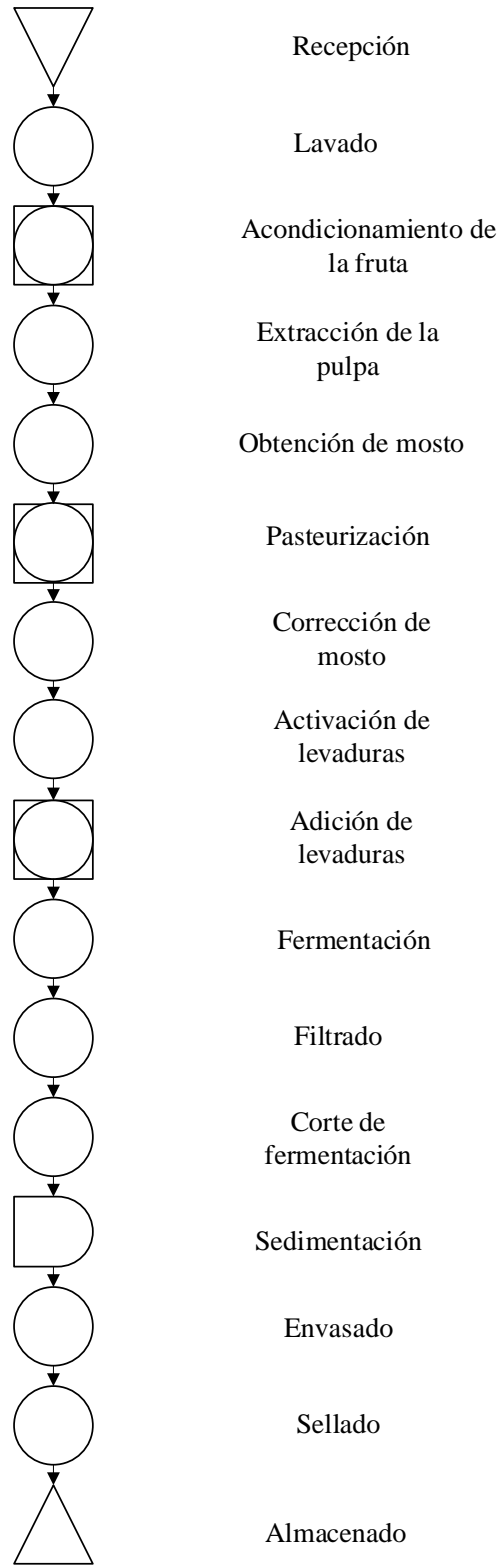 Recepción
Lavado
Acondicionamiento de
la fruta
Extracción de la
pulpa
Obtención de mosto
Pasteurización
Corrección de
mosto
Activación de
levaduras
Adición de
levaduras
Fermentación
Filtrado
Corte de
fermentación
Sedimentación
Envasado
Sellado
Almacenado